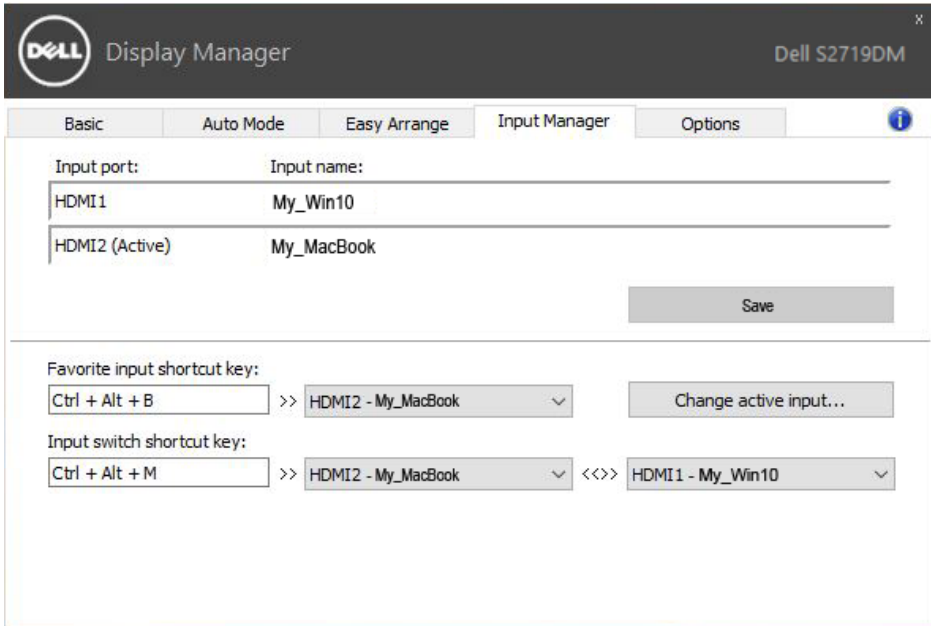 x
DELL Display Manager Dell S2719DM
Basic Auto Mode Easy Arrange Input Manager Options i
Input port: Input name:
HDMI1 My_Win10
HDMI2 (Active) My_MacBook
Save
Favorite input shortcut key:
Ctrl + Alt + B >> HDMI2 - My_MacBook Change active input...
Input switch shortcut key:
Ctrl + Alt + M >> HDMI2 - My_MacBook <<>> HDMI1 - My_Win10